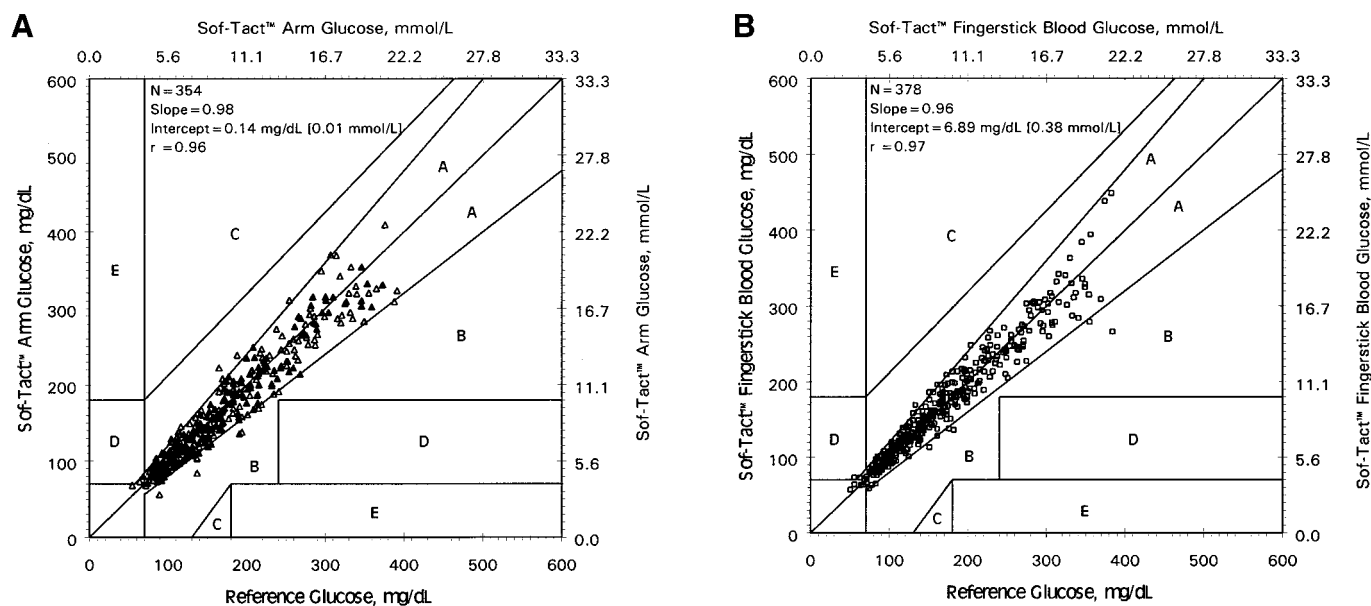 A
Sof-Tact™ Arm Glucose, mmol/L
0.0 5.6 11.1 16.7 22.2 27.8 33.3
600 33.3
N=354
Slope=0.98
Intercept=0.14 mg/dL [0.01 mmol/L]
r =0.96
500 27.8
A
A
C
400 22.2
E
300 16.7
B
200 11.1
D
D
B
100 5.6
C
E
0 0.0
0 100 200 300 400 500 600
Reference Glucose, mg/dL
Sof-Tact™ Arm Glucose, mg/dL
Sof-Tact™ Arm Glucose, mmol/L
B
Sof-Tact™ Fingerstick Blood Glucose, mmol/L
0.0 5.6 11.1 16.7 22.2 27.8 33.3
600 33.3
N=378
Slope=0.96
Intercept=6.89 mg/dL [0.38 mmol/L]
r =0.97
500 27.8
A
A
C
400 22.2
E
300 16.7
B
200 11.1
D
D
B
100 5.6
C
E
0 0.0
0 100 200 300 400 500 600
Reference Glucose, mg/dL
Sof-Tact™ Fingerstick Blood Glucose, mg/dL
Sof-Tact™ Fingerstick Blood Glucose, mmol/L